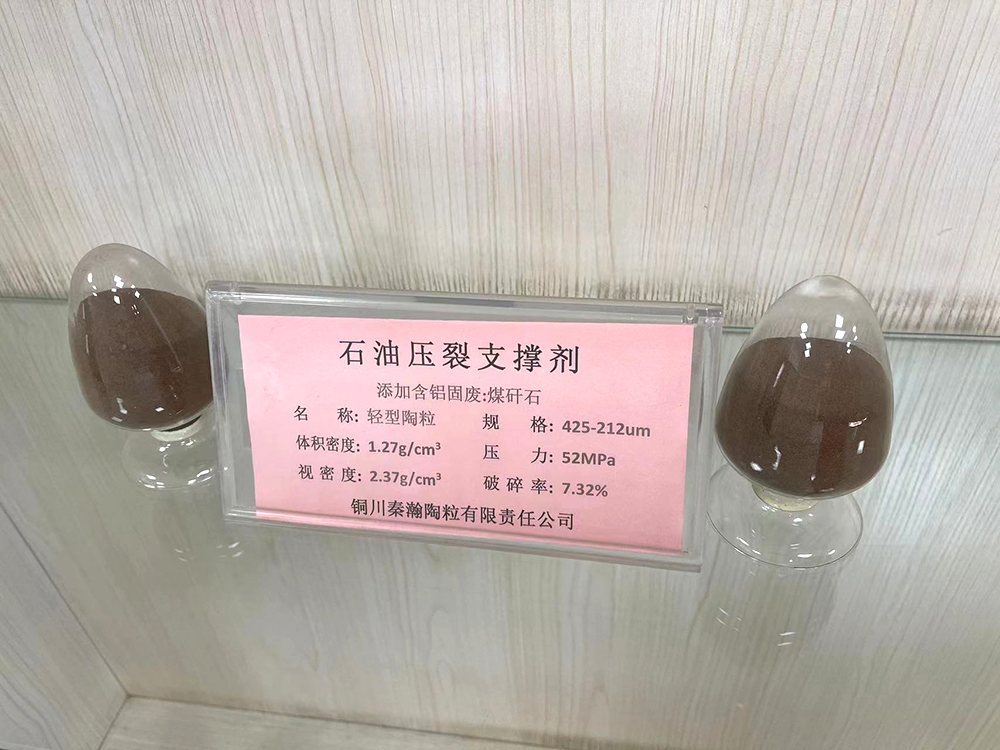 石油压裂支撑剂
添加含铝固废:煤矸石
名 称: 轻型陶粒 规 格: 425-212um
体积密度: 1.27g/cm³ 压 力: 52MPa
视 密 度: 2.37g/cm³ 破 碎 率: 7.32%
铜川秦瀚陶粒有限责任公司